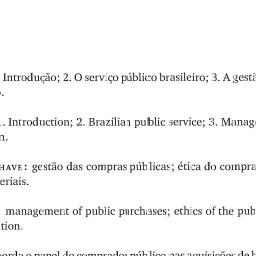 Introdução; 2. O serviço público brasileiro; 3. A gestã
.
. Introduction; 2. Brazilian public service; 3. Manag
n.
HAVE: gestão das compras públicas; ética do compra
eriais.
management of public purchases; ethics of the pub
tion.